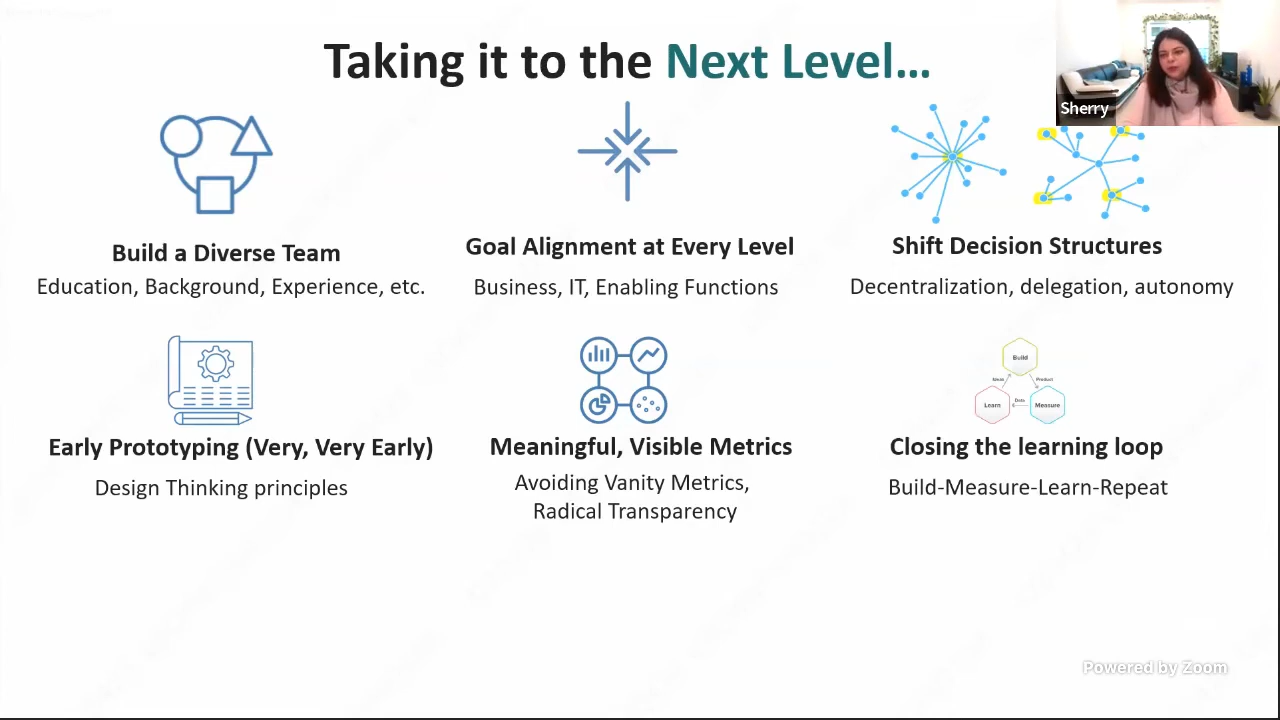 Taking it to the Next Level...
Sherry
Build a Diverse Team
Education, Background, Experience, etc.
Goal Alignment at Every Level
Business, IT, Enabling Functions
Shift Decision Structures
Decentralization, delegation, autonomy
Early Prototyping (Very, Very Early)
Design Thinking principles
Meaningful, Visible Metrics
Avoiding Vanity Metrics,
Radical Transparency
Build
Ideas
Product
Learn
Data
Measure
Closing the learning loop
Build-Measure-Learn-Repeat
Powered by Zoom